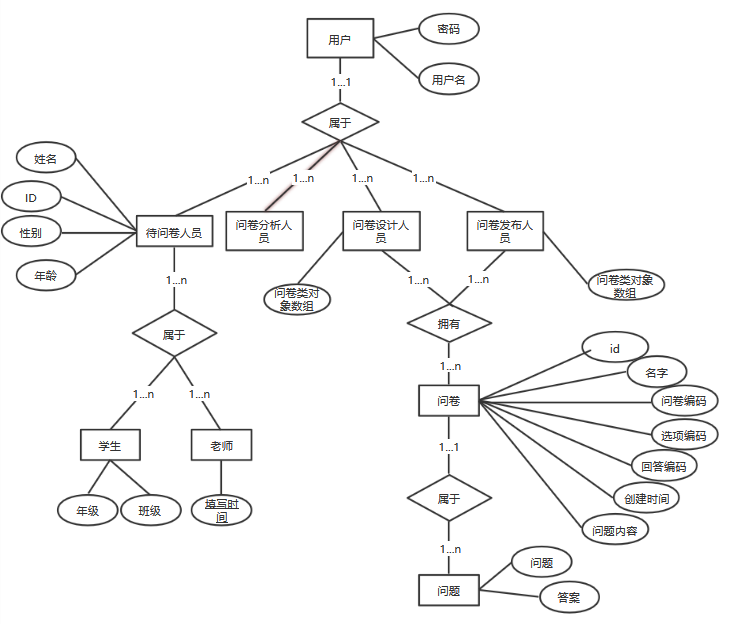 密码
用户
用户名
1...1
属于
姓名
1...n
1...n
1...n
1...n
ID
性别
待问卷人员
问卷分析人
员
问卷设计人
员
问卷发布人
员
年龄
1...n
问卷类对
象数组
1...n
1...n
问卷类对象
数组
属于
拥有
id
1...n
名字
1...n
1...n
问卷
问卷编码
学生
老师
1...1
选项编码
回答编码
年级
班级
填写时
间
属于
创建时间
问题内容
1...n
问题
问题
答案